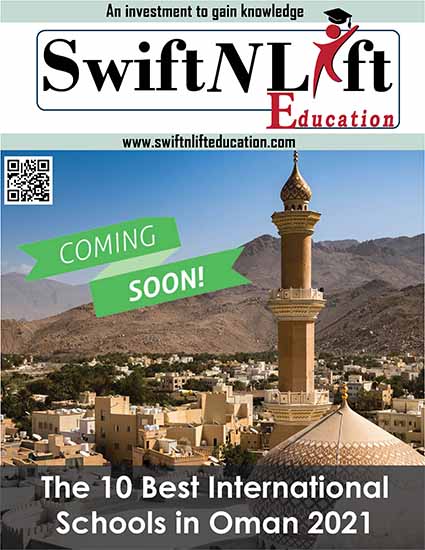 An investment to gain knowledge
SwiftNLift
Education
www.swiftnlifteducation.com
COMING
SOON!
The 10 Best International
Schools in Oman 2021